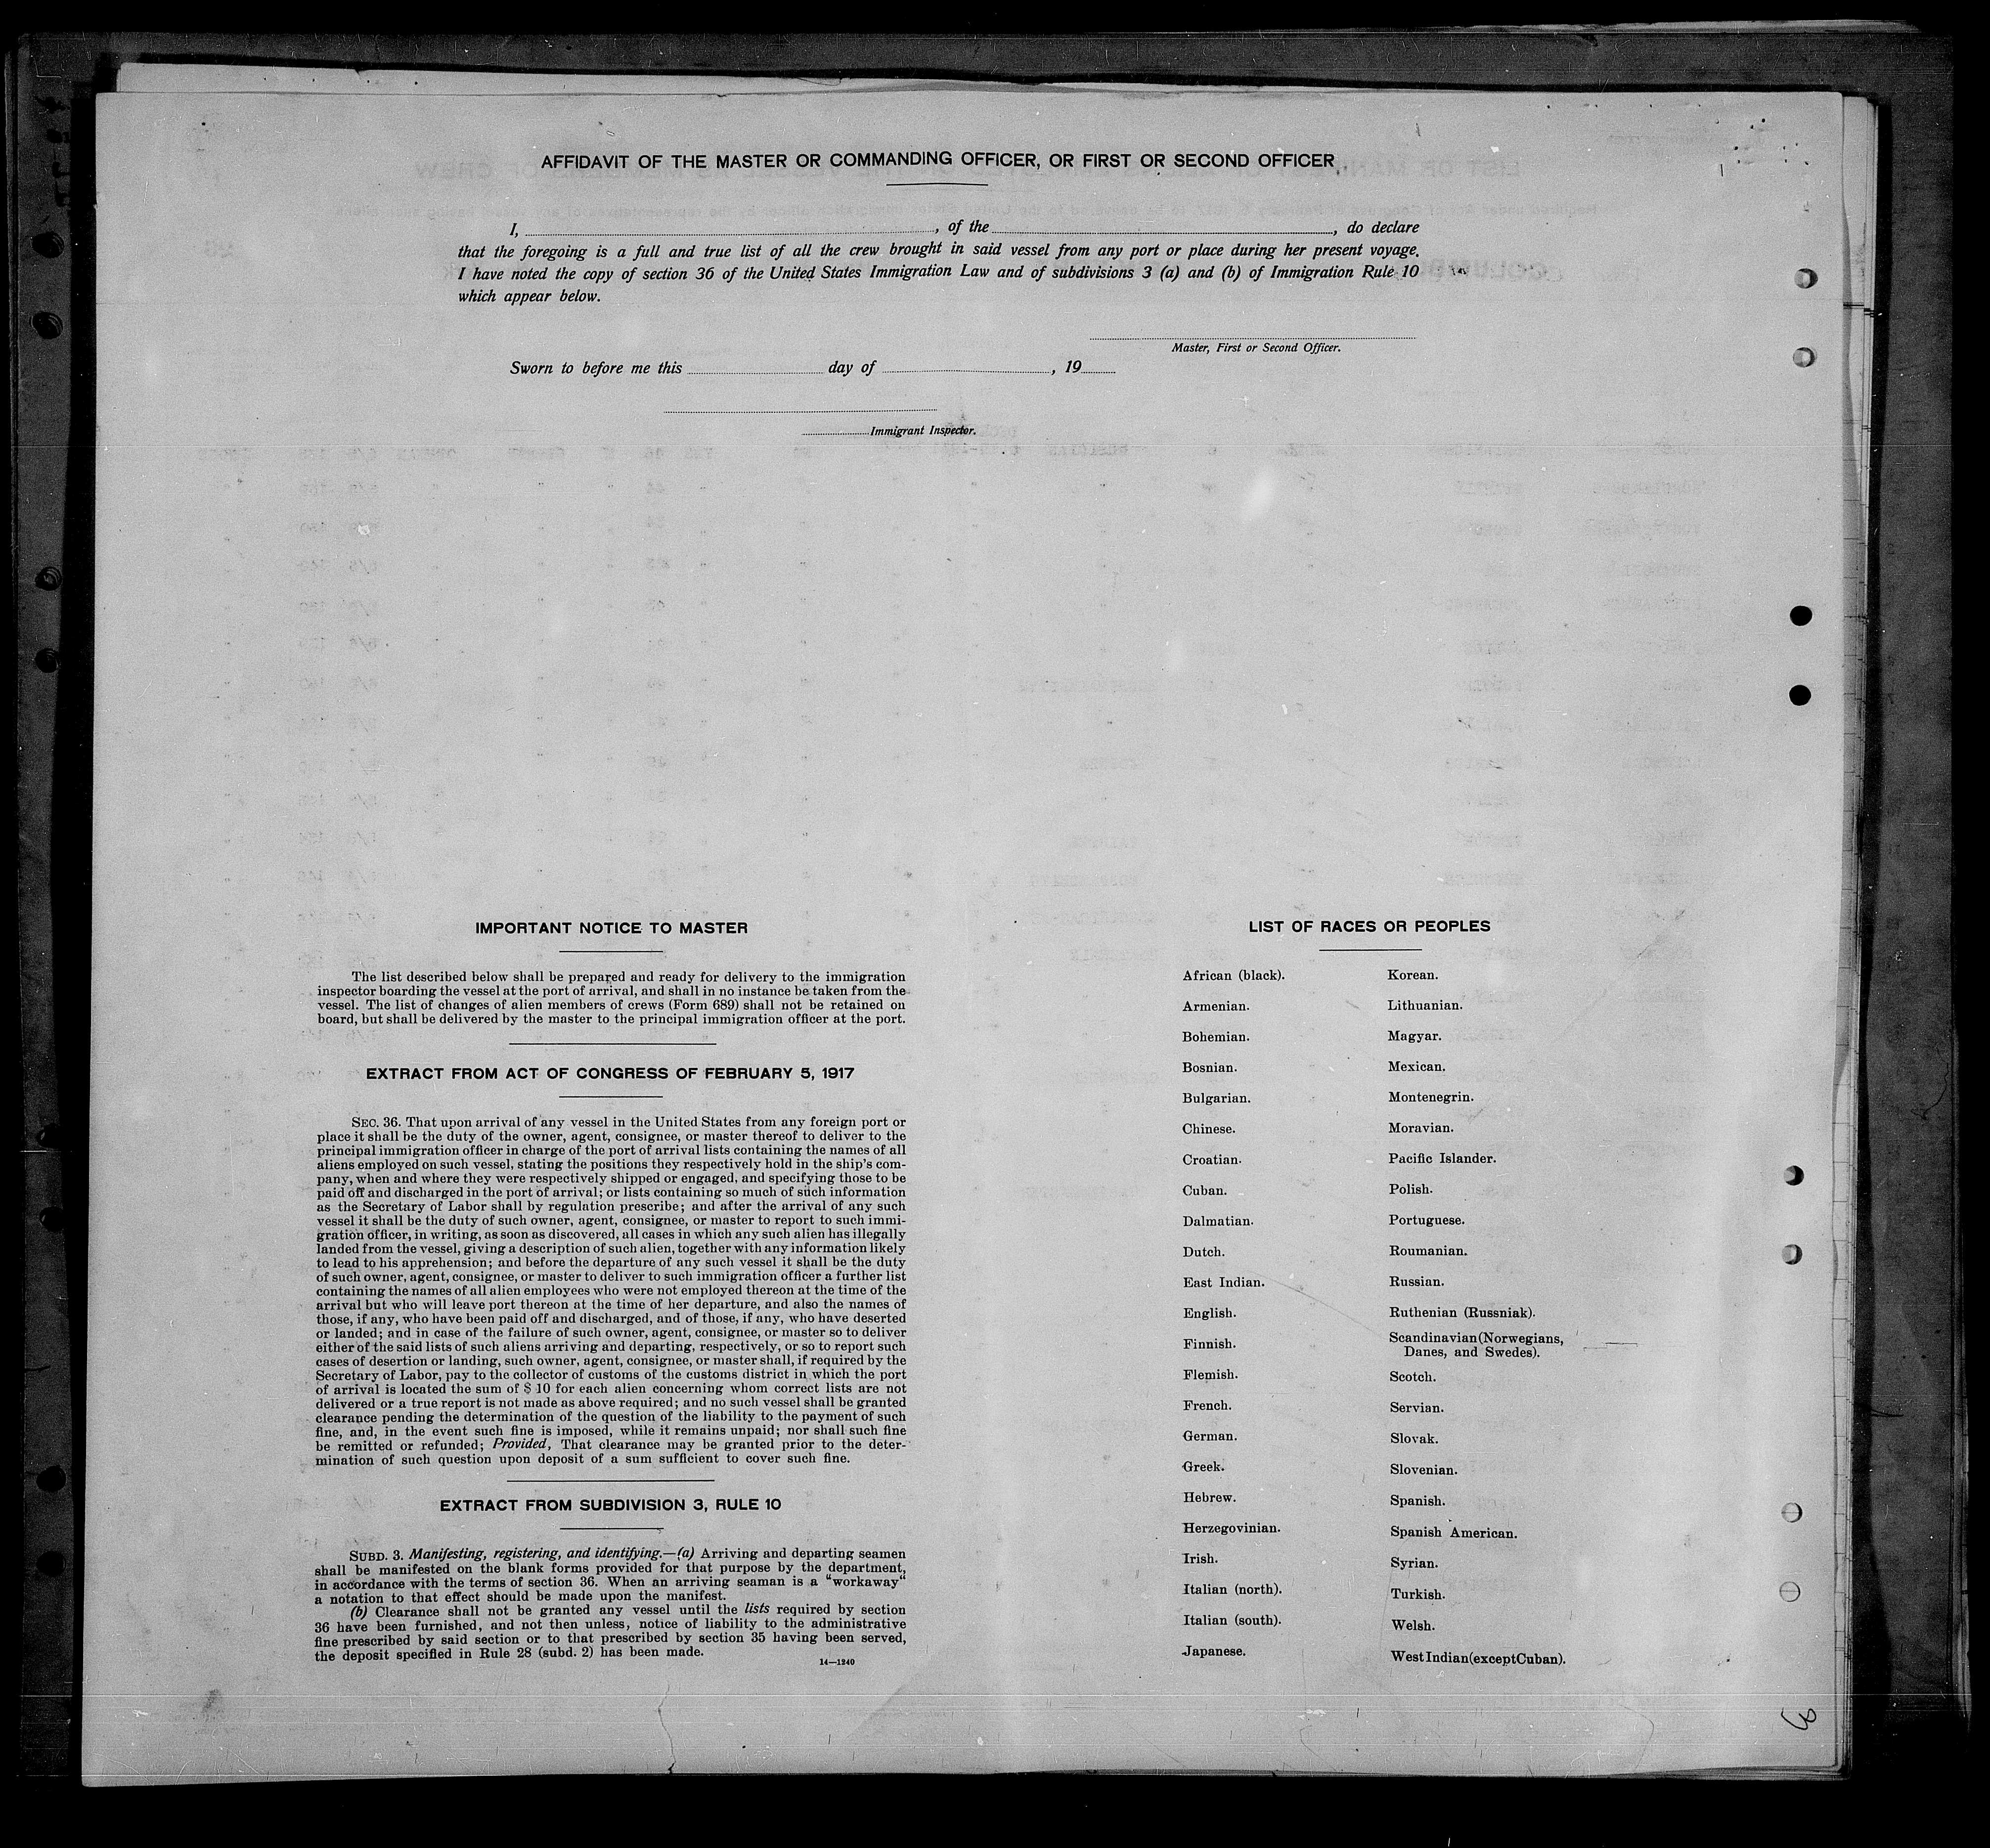 AFFIDAVIT OF THE MASTER OR COMMANDING OFFICER, OR FIRST OR SECOND OFFICER
I, , of the , do declare
that the foregoing is a full and true list of all the crew brought in said vessel from any port or place during her present voyage.
I have noted the copy of section 36 of the United States Immigration Law and of subdivisions 3 (a) and (b) of Immigration Rule 10
which appear below.
Master, First or Second Officer.
Sworn to before me this day of , 19
Immigrant Inspector.
IMPORTANT NOTICE TO MASTER
The list described below shall be prepared and ready for delivery to the immigration
inspector boarding the vessel at the port of arrival, and shall in no instance be taken from the
vessel. The list of changes of alien members of crews (Form 689) shall not be retained on
board, but shall be delivered by the master to the principal immigration officer at the port.
EXTRACT FROM ACT OF CONGRESS OF FEBRUARY 5, 1917
SEC. 36. That upon arrival of any vessel in the United States from any foreign port or
place it shall be the duty of the owner, agent, consignee, or master thereof to deliver to the
principal immigration officer in charge of the port of arrival lists containing the names of all
aliens employed on such vessel, stating the positions they respectively hold in the ship's com-
pany, when and where they were respectively shipped or engaged, and specifying those to be
paid off and discharged in the port of arrival; or lists containing so much of such information
as the Secretary of Labor shall by regulation prescribe; and after the arrival of any such
vessel it shall be the duty of such owner, agent, consignee, or master to report to such immi-
gration officer, in writing, as soon as discovered, all cases in which any such alien has illegally
landed from the vessel, giving a description of such alien, together with any information likely
to lead to his apprehension; and before the departure of any such vessel it shall be the duty
of such owner, agent, consignee, or master to deliver to such immigration officer a further list
containing the names of all alien employees who were not employed thereon at the time of the
arrival but who will leave port thereon at the time of her departure, and also the names of
those, if any, who have been paid off and discharged, and of those, if any, who have deserted
or landed; and in case of the failure of such owner, agent, consignee, or master so to deliver
either of the said lists of such aliens arriving and departing, respectively, or so to report such
cases of desertion or landing, such owner, agent, consignee, or master shall, if required by the
Secretary of Labor, pay to the collector of customs of the customs district in which the port
of arrival is located the sum of $ 10 for each alien concerning whom correct lists are not
delivered or a true report is not made as above required; and no such vessel shall be granted
clearance pending the determination of the question of the liability to the payment of such
fine, and, in the event such fine is imposed, while it remains unpaid; nor shall such fine
be remitted or refunded; Provided, That clearance may be granted prior to the deter-
mination of such question upon deposit of a sum sufficient to cover such fine.
EXTRACT FROM SUBDIVISION 3, RULE 10
SUBD. 3. Manifesting, registering, and identifying.—(a) Arriving and departing seamen
shall be manifested on the blank forms provided for that purpose by the department,
in accordance with the terms of section 36. When an arriving seaman is a "workaway"
a notation to that effect should be made upon the manifest.
(b) Clearance shall not be granted any vessel until the lists required by section
36 have been furnished, and not then unless, notice of liability to the administrative
fine prescribed by said section or to that prescribed by section 35 having been served,
the deposit specified in Rule 28 (subd. 2) has been made.
14—1240
LIST OF RACES OR PEOPLES
African (black).
Armenian.
Bohemian.
Bosnian.
Bulgarian.
Chinese.
Croatian.
Cuban.
Dalmatian.
Dutch.
East Indian.
English.
Finnish.
Flemish.
French.
German.
Greek.
Hebrew.
Herzegovinian.
Irish.
Italian (north).
Italian (south).
Japanese.
Korean.
Lithuanian.
Magyar.
Mexican.
Montenegrin.
Moravian.
Pacific Islander.
Polish.
Portuguese.
Roumanian.
Russian.
Ruthenian (Russniak).
Scandinavian (Norwegians,
Danes, and Swedes).
Scotch.
Servian.
Slovak.
Slovenian.
Spanish.
Spanish American.
Syrian.
Turkish.
Welsh.
West Indian (except Cuban).